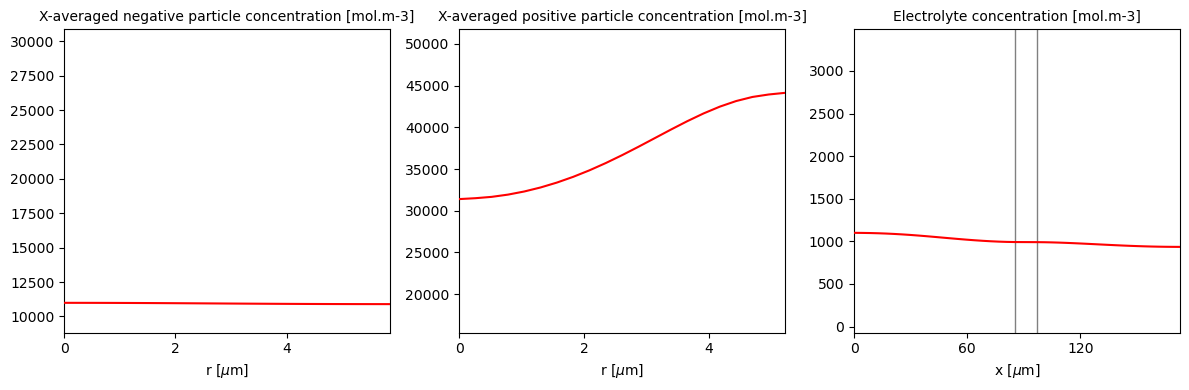 X-averaged negative particle concentration [mol.m-3]
30000
27500
25000
22500
20000
17500
15000
12500
10000
0 2 4
r [μm]
X-averaged positive particle concentration [mol.m-3]
50000
45000
40000
35000
30000
25000
20000
0 2 4
r [μm]
Electrolyte concentration [mol.m-3]
3000
2500
2000
1500
1000
500
0
0 60 120
x [μm]